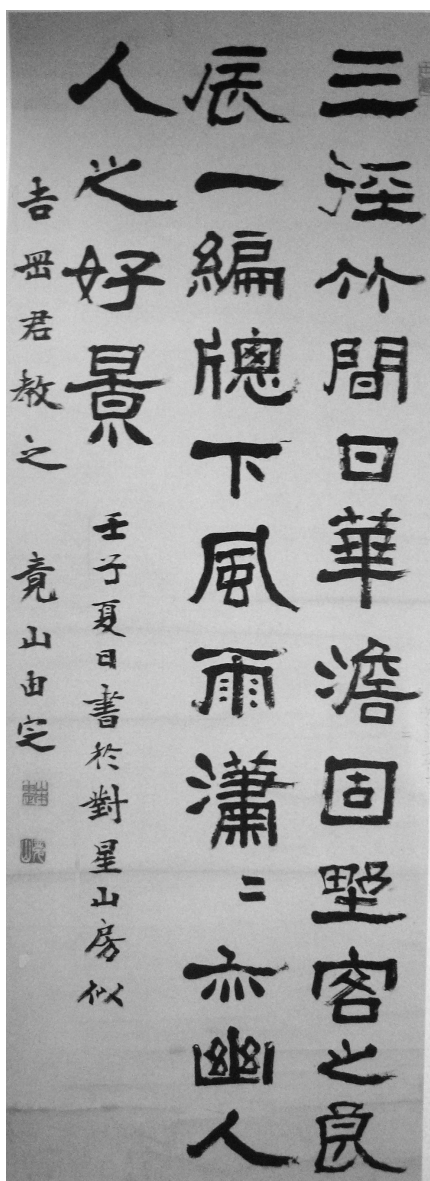 三徑竹間日華澹固埜客之良
辰一編牕下風雨瀟〻亦幽人
人之好景
壬子夏日書於對星山房似
吉罡君教之 竟山由定